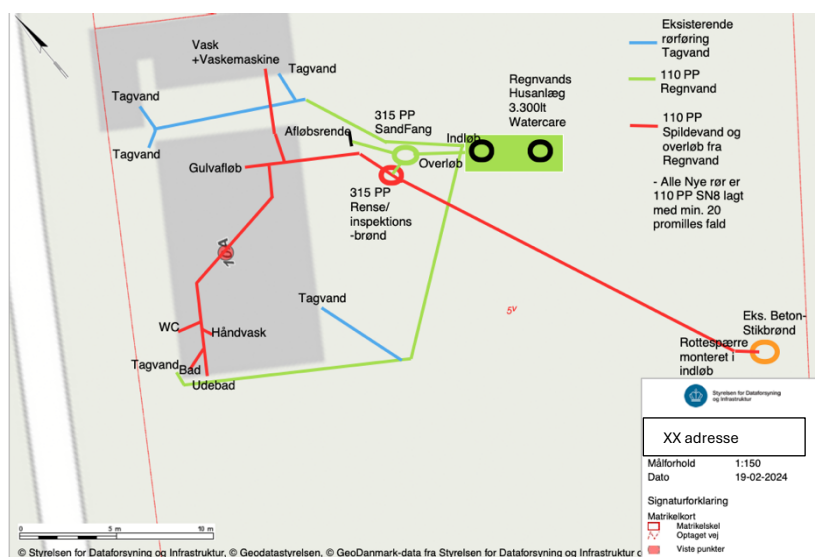 Vask
+Vaskemaskine
Tagvand
Tagvand
Tagvand
Afløbsrende
Gulvafløb
315 PP
SandFang
Indløb
Overløb
315 PP
Rense/
inspektions
-brønd
Regnvands
Husanlæg
3.300lt
Watercare
Eksisterende
rørføring
Tagvand
110 PP
Regnvand
110 PP
Spildevand og
overløb fra
Regnvand
- Alle Nye rør er
110 PP SN8 lagt
med min. 20
promilles fald
10A
Tagvand
5v
WC
Håndvask
Tagvand
Bad
Udebad
Eks. Beton-
Stikbrønd
Rottespærre
monteret i
indløb
Styrelsen for Dataforsyning
og Infrastruktur
XX adresse
Målforhold 1:150
Dato 19-02-2024
Signaturforklaring
Matrikelkort
Matrikelskel
Optaget vej
Viste punkter
0 5 m 10 m
© Styrelsen for Dataforsyning og Infrastruktur, © Geodatastyrelsen, © GeoDanmark-data fra Styrelsen for Dataforsyning og Infrastruktur